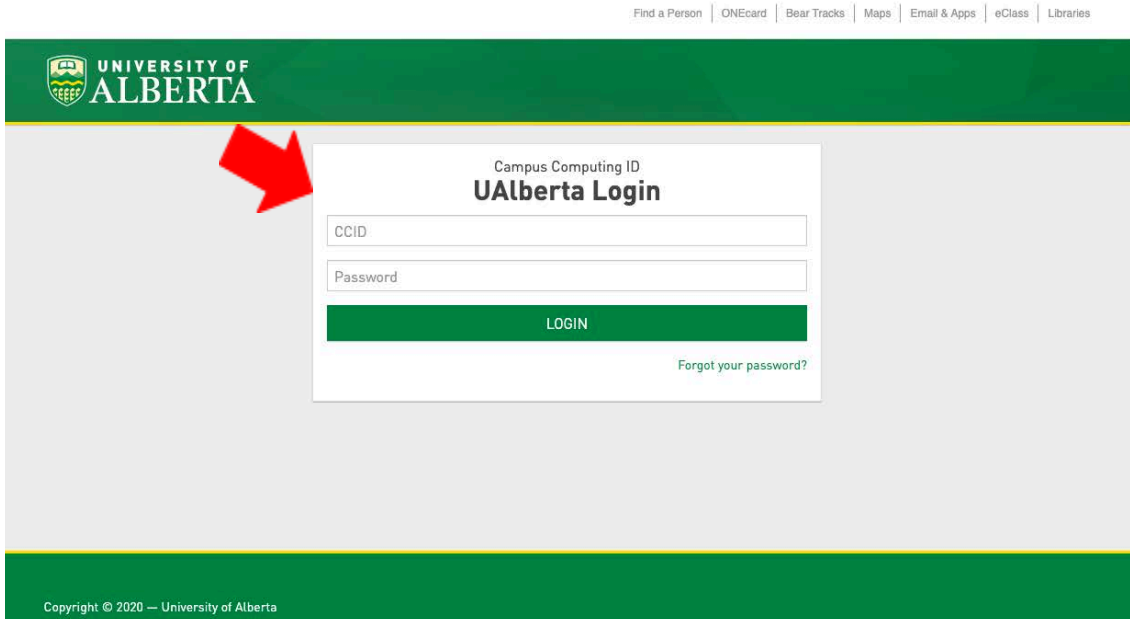 Find a Person ONEcard Bear Tracks Maps Email & Apps eClass Libraries
UNIVERSITY OF
ALBERTA
Campus Computing ID
UAlberta Login
CCID
Password
LOGIN
Forgot your password?
Copyright © 2020 — University of Alberta